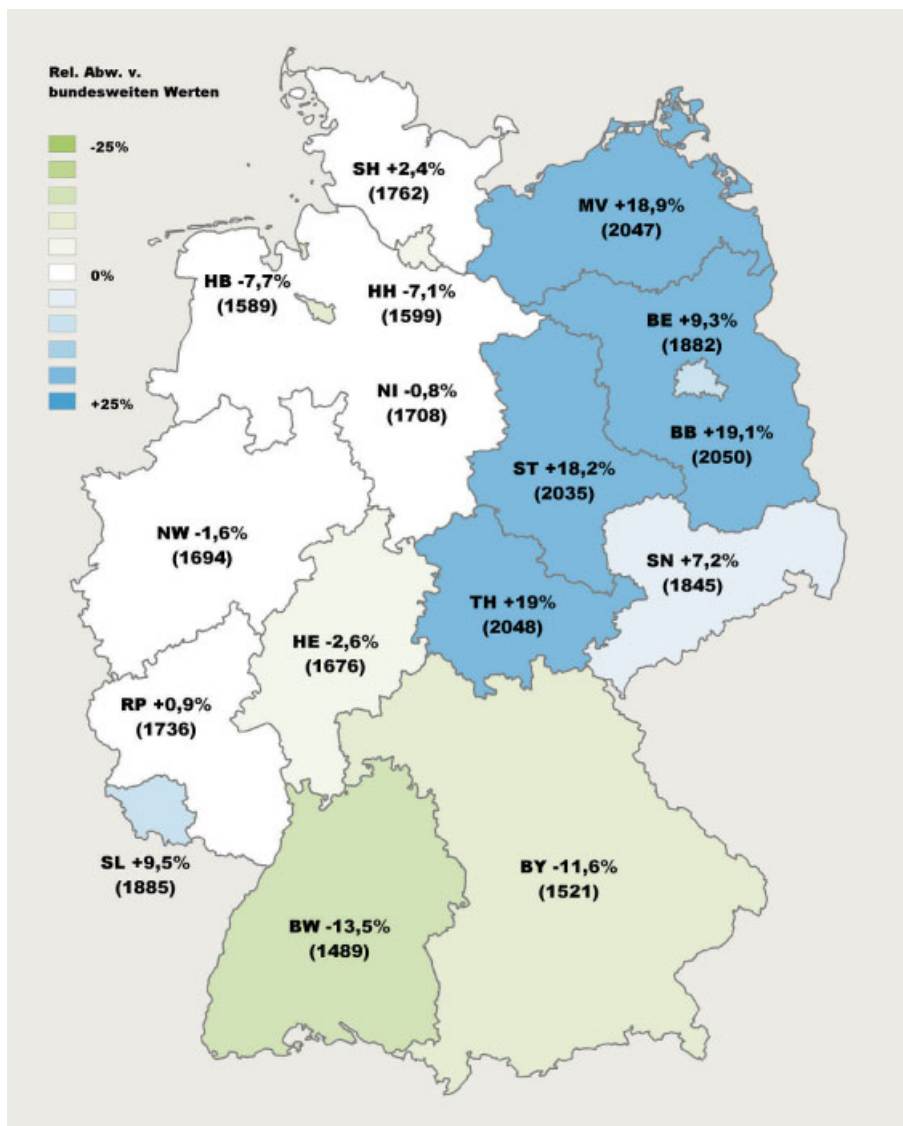 Rel. Abw. v.
bundesweiten Werten
-25%
0%
+25%
SH +2,4%
(1762)
MV +18,9%
(2047)
HB -7,7%
(1589)
HH -7,1%
(1599)
BE +9,3%
(1882)
NI -0,8%
(1708)
BB +19,1%
(2050)
ST +18,2%
(2035)
NW -1,6%
(1694)
SN +7,2%
(1845)
TH +19%
(2048)
HE -2,6%
(1676)
RP +0,9%
(1736)
SL +9,5%
(1885)
BY -11,6%
(1521)
BW -13,5%
(1489)